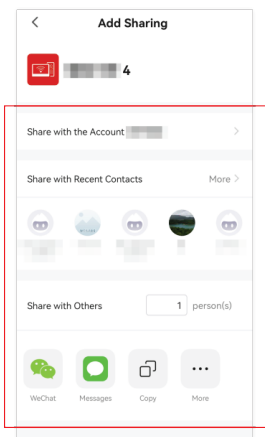 Add Sharing
4
Share with the Account
Share with Recent Contacts More
Share with Others 1 person(s)
WeChat Messages Copy More